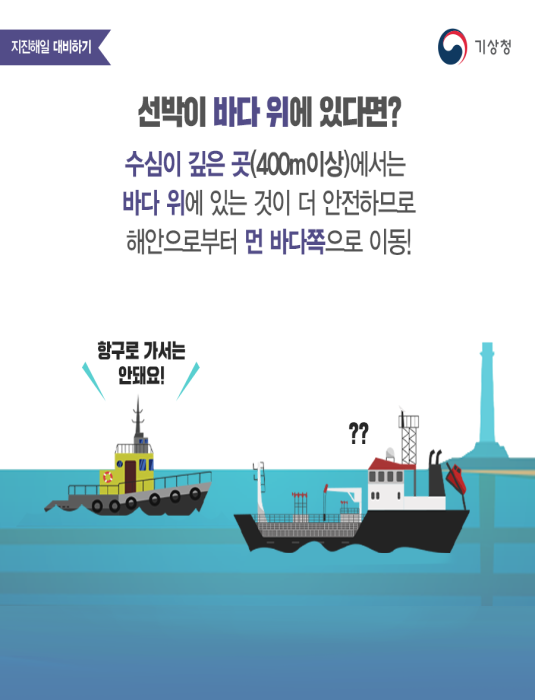 지진해일 대비하기
기상청
선박이 바다 위에 있다면?
수심이 깊은 곳(400m이상)에서는
바다 위에 있는 것이 더 안전하므로
해안으로부터 먼 바다쪽으로 이동!
항구로 가서는
안돼요!
??